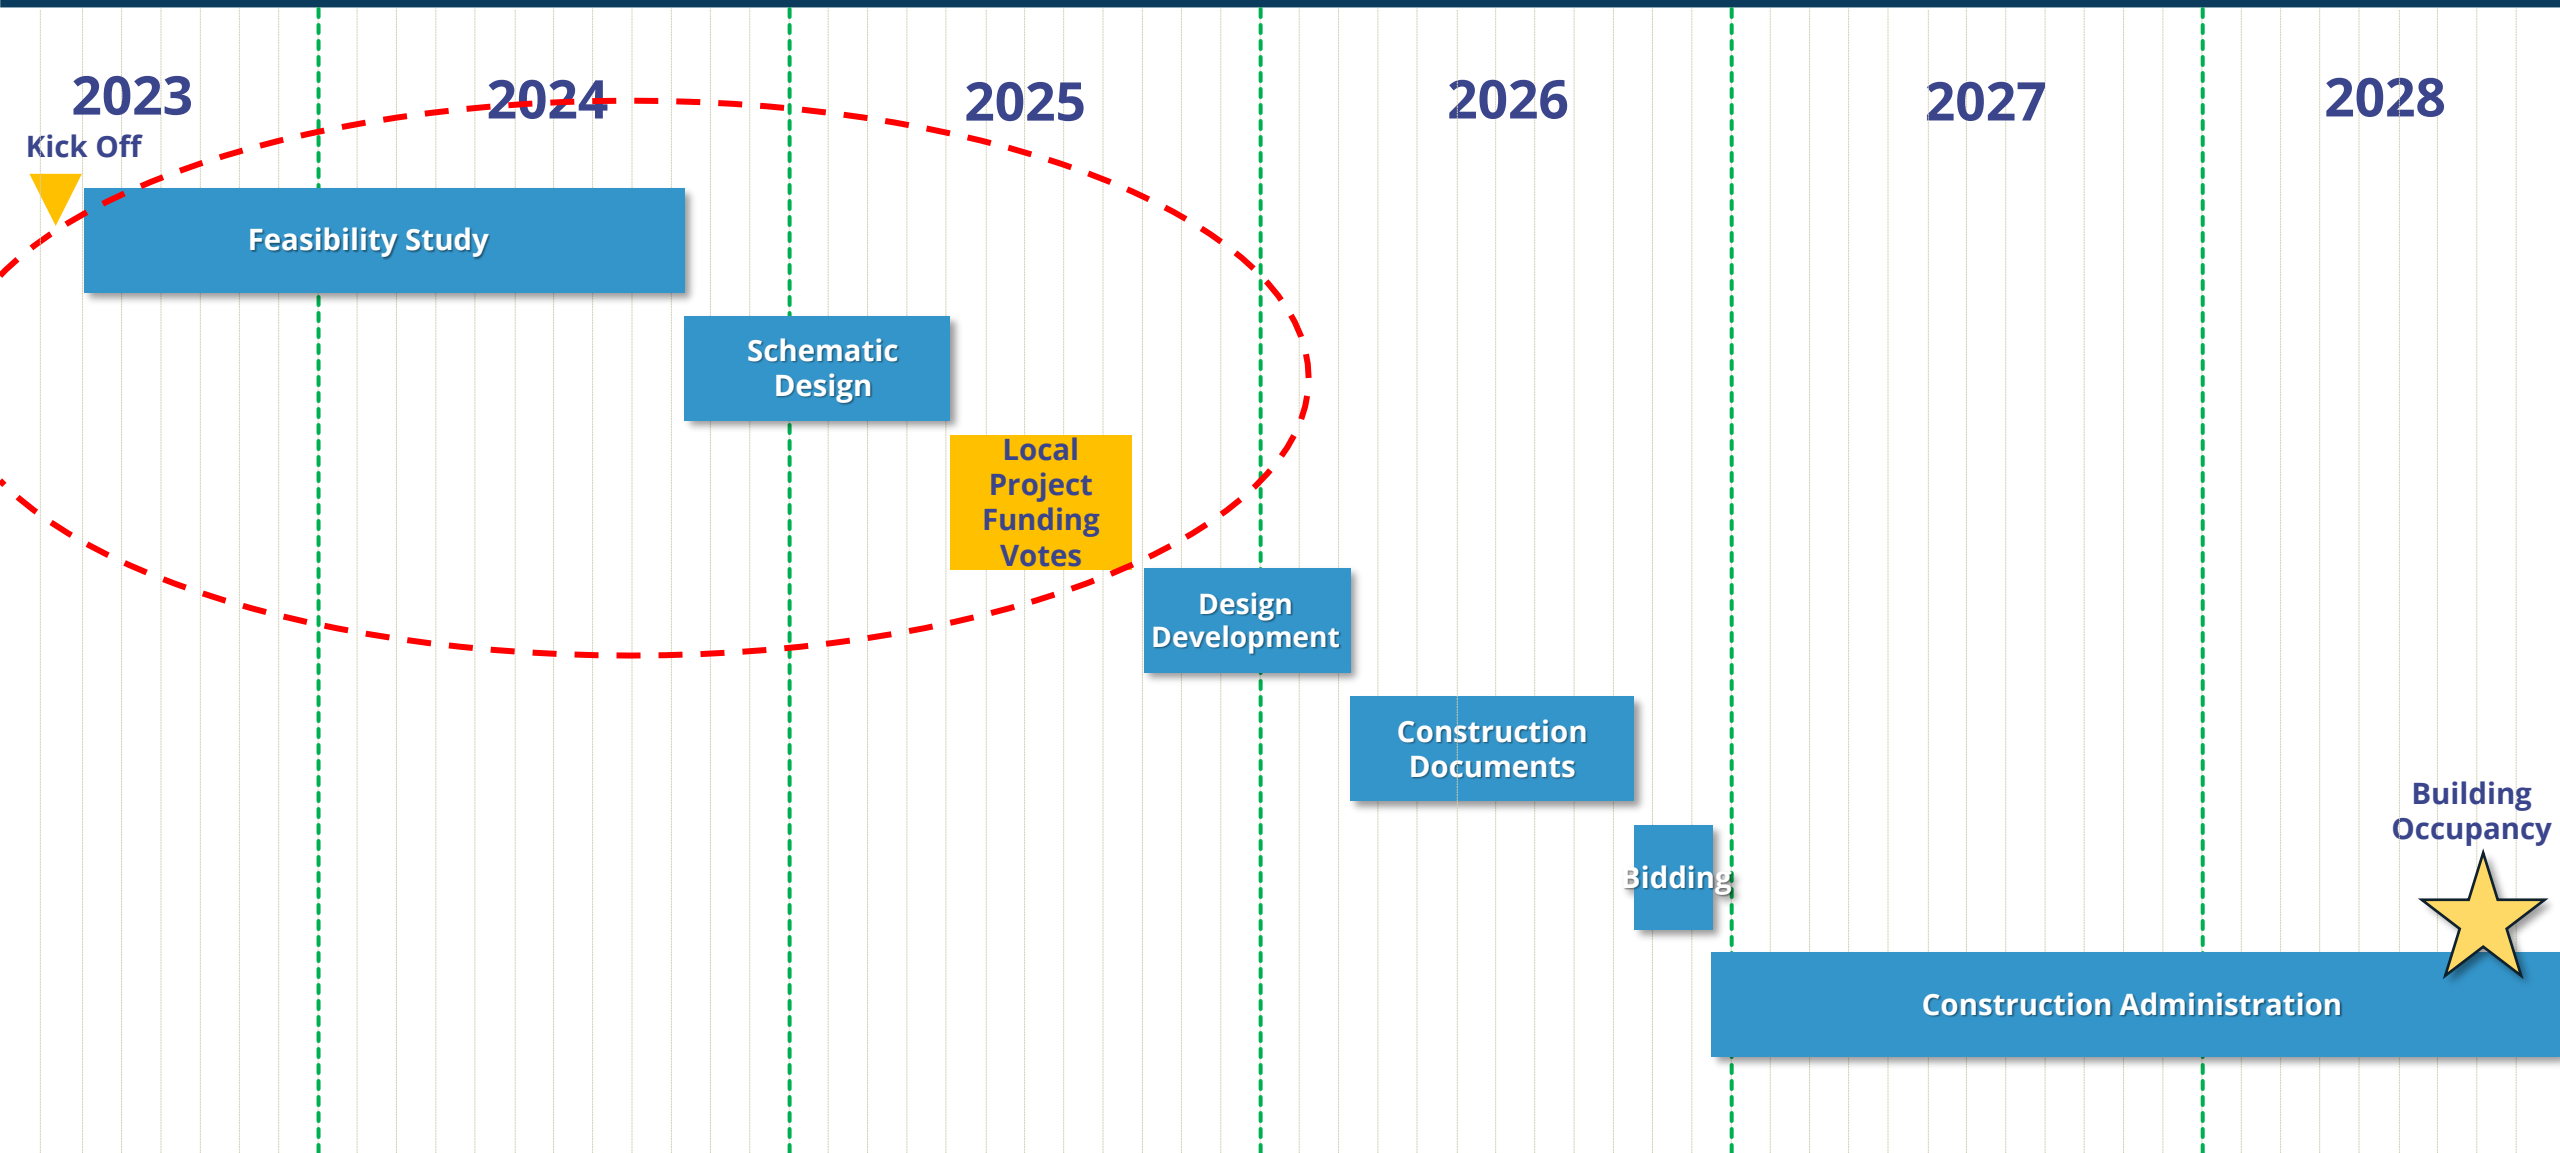 2023
2024
2025
2026
2027
2028
Kick Off
Feasibility Study
Schematic
Design
Local
Project
Funding
Votes
Design
Development
Construction
Documents
Bidding
Building
Occupancy
Construction Administration